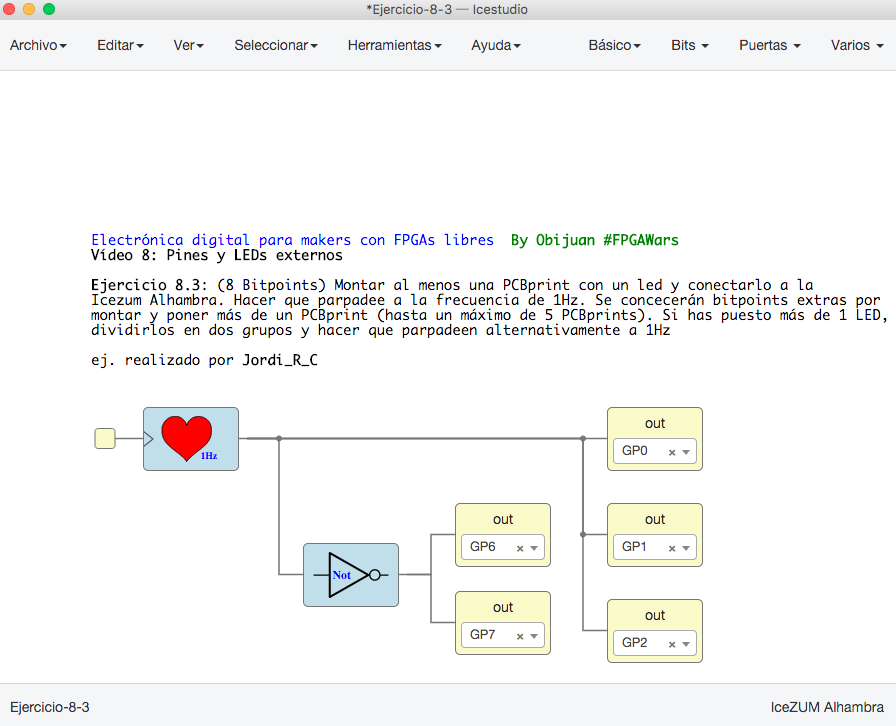 *Ejercicio-8-3 — Icestudio
Archivo Editar Ver Seleccionar Herramientas Ayuda Básico Bits Puertas Varios
Electrónica digital para makers con FPGAs libres By Obijuan #FPGAWars
Vídeo 8: Pines y LEDs externos
Ejercicio 8.3: (8 Bitpoints) Montar al menos una PCBprint con un led y conectarlo a la
Icezum Alhambra. Hacer que parpadee a la frecuencia de 1Hz. Se concecerán bitpoints extras por
montar y poner más de un PCBprint (hasta un máximo de 5 PCBprints). Si has puesto más de 1 LED,
dividirlos en dos grupos y hacer que parpadeen alternativamente a 1Hz
ej. realizado por Jordi_R_C
1Hz
out
GP0
out
GP6
out
GP1
Not
out
GP7
out
GP2
Ejercicio-8-3
IceZUM Alhambra